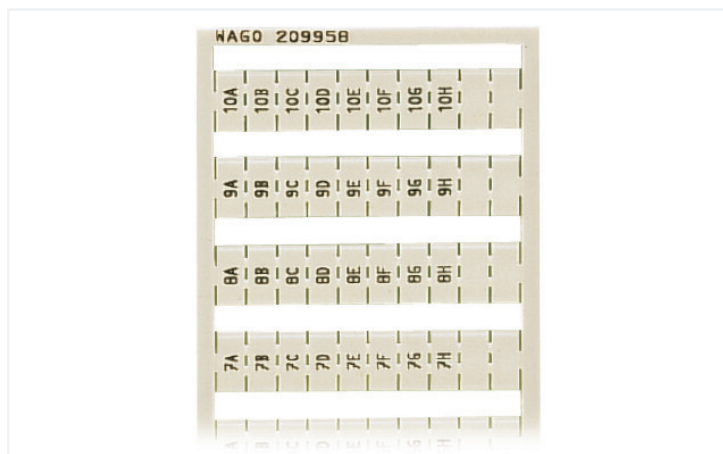 WAGO 209958
10A 10B 10C 10D 10E 10F 10G 10H
9A 9B 9C 9D 9E 9F 9G 9H
8A 8B 8C 8D 8E 8F 8G 8H
7A 7B 7C 7D 7E 7F 7G 7H